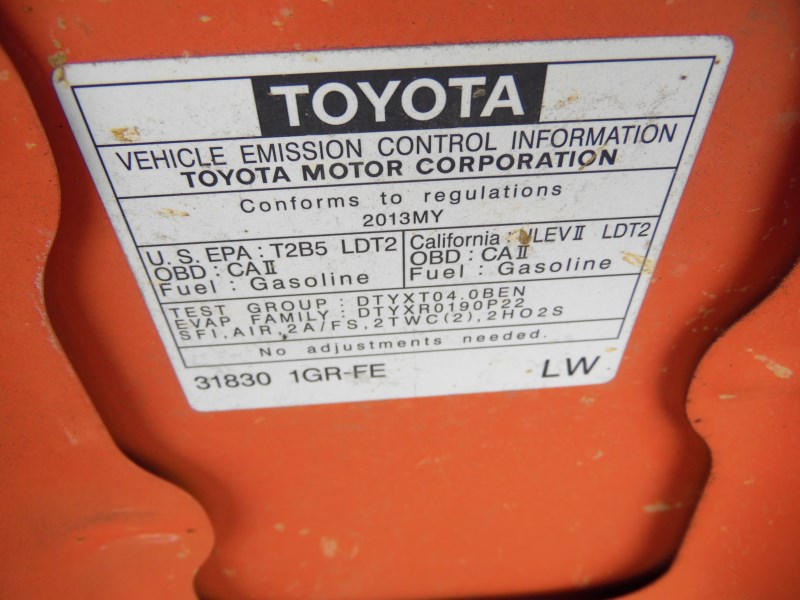 TOYOTA
VEHICLE EMISSION CONTROL INFORMATION
TOYOTA MOTOR CORPORATION
Conforms to regulations
2013MY
U.S. EPA : T2B5 LDT2
OBD : CAⅡ
Fuel : Gasoline
California : ULEVⅡ LDT2
OBD : CAⅡ
Fuel : Gasoline
TEST GROUP : DTYXT04.0BEN
EVAP FAMILY : DTYXR0190P22
SFI,AIR,2A/FS,2TWC(2),2HO2S
No adjustments needed.
31830 1GR-FE LW